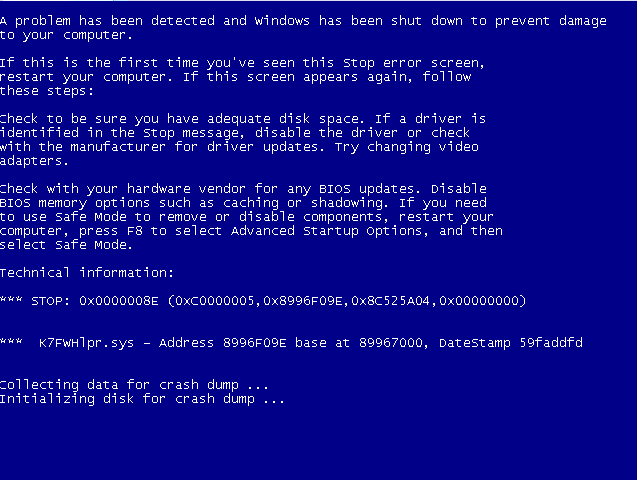 A problem has been detected and Windows has been shut down to prevent damage
to your computer.
If this is the first time you've seen this Stop error screen,
restart your computer. If this screen appears again, follow
these steps:
Check to be sure you have adequate disk space. If a driver is
identified in the Stop message, disable the driver or check
with the manufacturer for driver updates. Try changing video
adapters.
Check with your hardware vendor for any BIOS updates. Disable
BIOS memory options such as caching or shadowing. If you need
to use Safe Mode to remove or disable components, restart your
computer, press F8 to select Advanced Startup Options, and then
select Safe Mode.
Technical information:
*** STOP: 0x0000008E (0xC0000005,0x8996F09E,0x8C525A04,0x00000000)
***  K7FWHlpr.sys - Address 8996F09E base at 89967000, DateStamp 59faddfd
Collecting data for crash dump ...
Initializing disk for crash dump ...